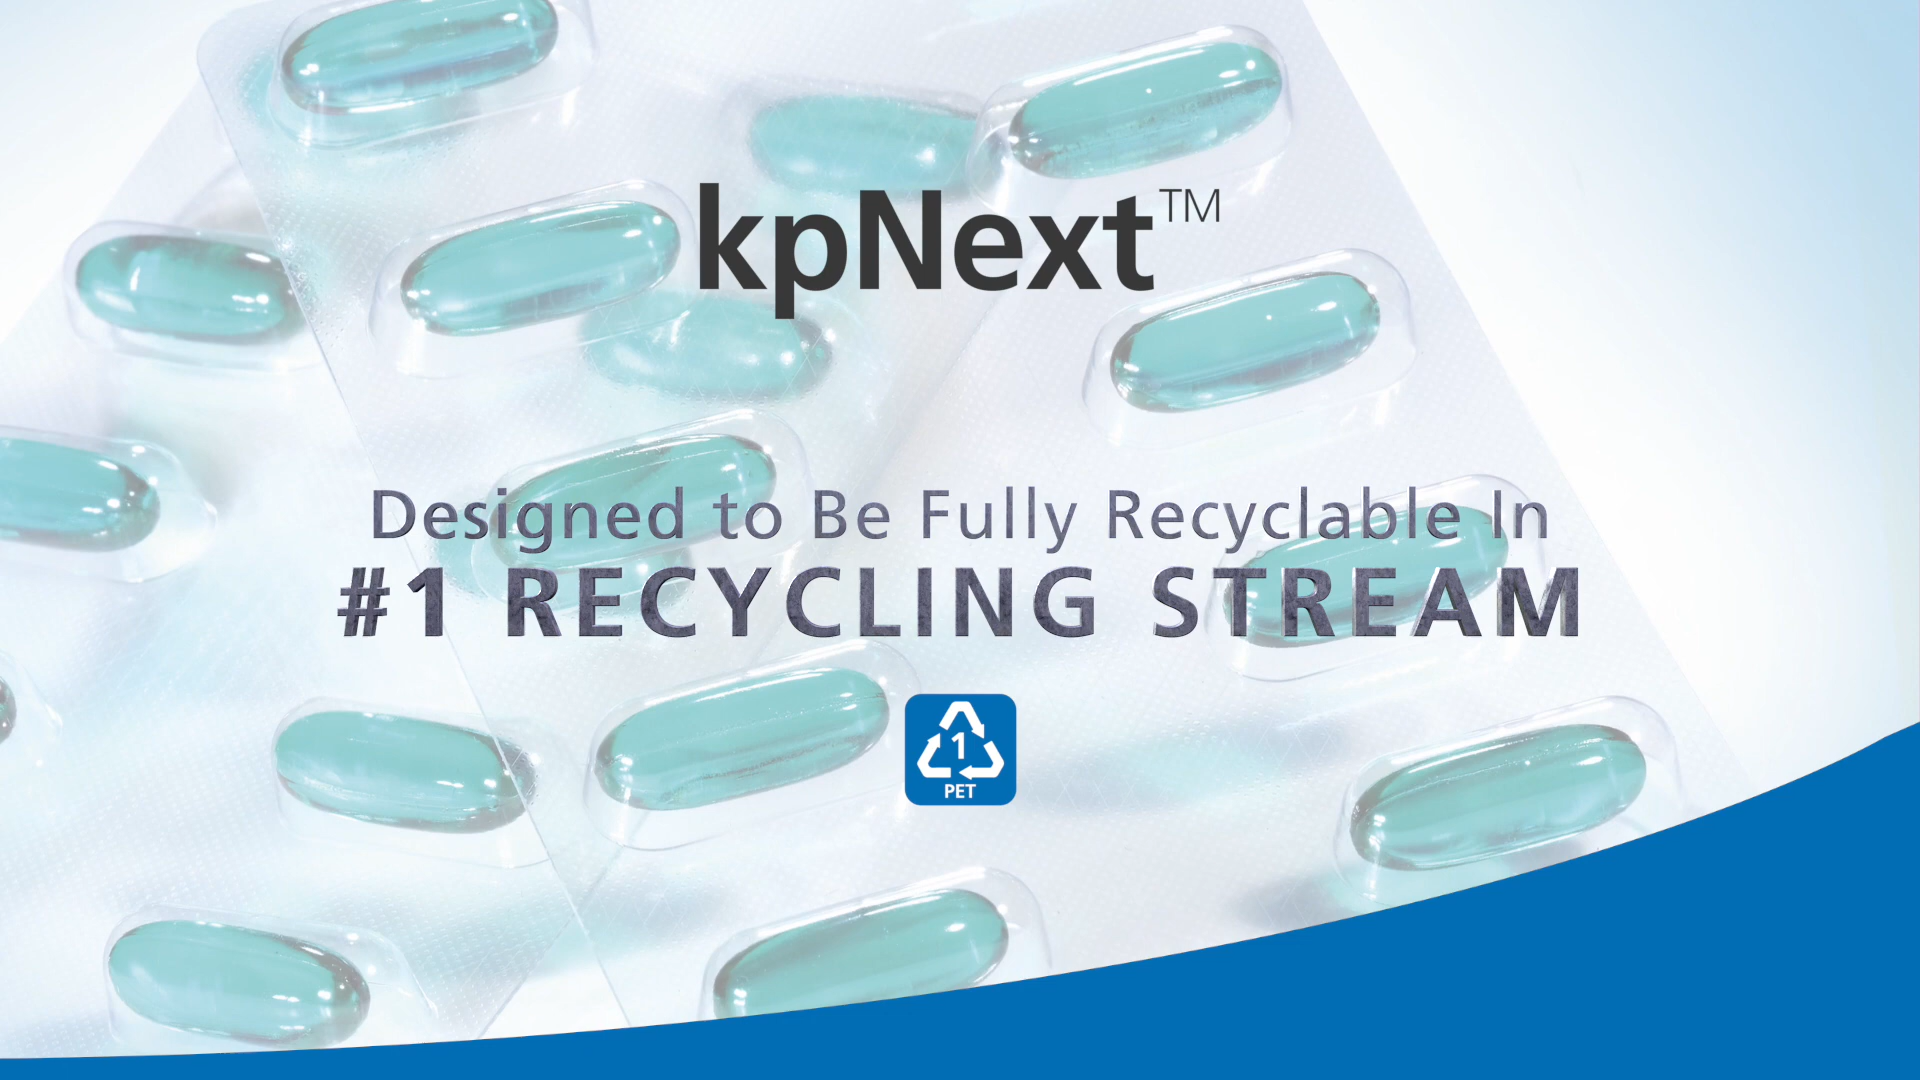 kpNext™
Designed to Be Fully Recyclable In
#1 RECYCLING STREAM
1
PET